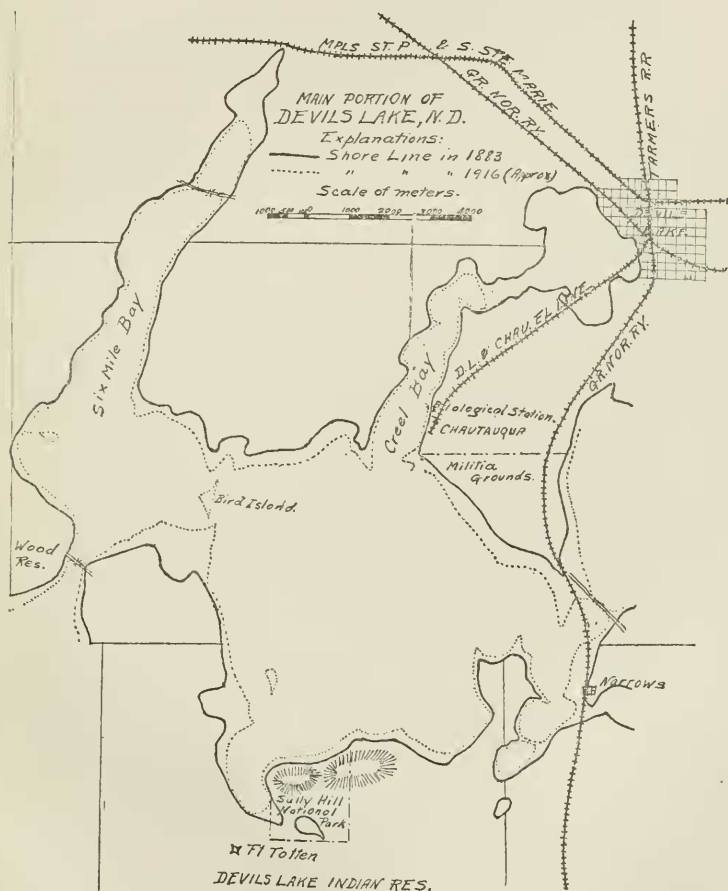 MPLS ST. P & S. STE MARIE
GR. NOR. RY.
FARMERS R.R
MAIN PORTION OF
DEVILS LAKE, N.D.
Explanations:
Shore Line in 1883
" " " 1916 (Approx)
Scale of meters.
1000 500 0 1000 2000 3000 4000
DEVILS
LAKE
D.L. & CHAU. EL LINE
GR. NOR. RY.
Six Mile Bay
Creel Bay
iological Station.
CHAUTAUQUA
Militia
Grounds.
Bird Island.
Wood
Res.
Narrows
Sully Hill
National
Park
Ft Totten
DEVILS LAKE INDIAN RES.